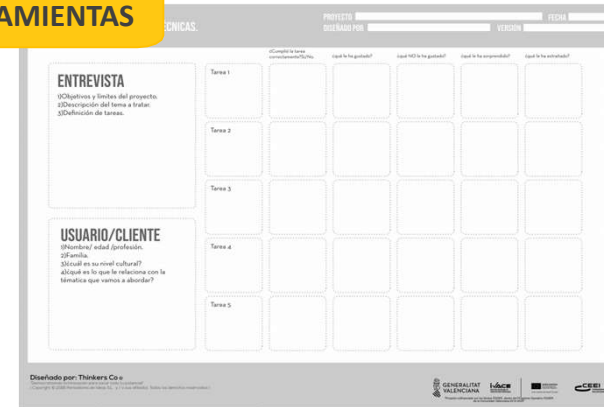 AMIENTAS
ÉCNICAS.
PROYECTO
FECHA
DISEÑADO POR
VERSIÓN
¿Cumplió la tarea
correctamente?Si/No.
¿qué le ha gustado?
¿qué NO le ha gustado?
¿qué le ha sorprendido?
¿qué le ha extrañado?
ENTREVISTA
1)Objetivos y límites del proyecto.
2)Descripción del tema a tratar.
3)Definición de tareas.
Tarea 1
Tarea 2
Tarea 3
USUARIO/CLIENTE
1)Nombre/ edad /profesión.
2)Familia.
3)¿cuál es su nivel cultural?
4)¿qué es lo que le relaciona con la
témática que vamos a abordar?
Tarea 4
Tarea 5
Diseñado por: Thinkers Co ®
GENERALITAT
VALENCIANA
IVACE
CEEI